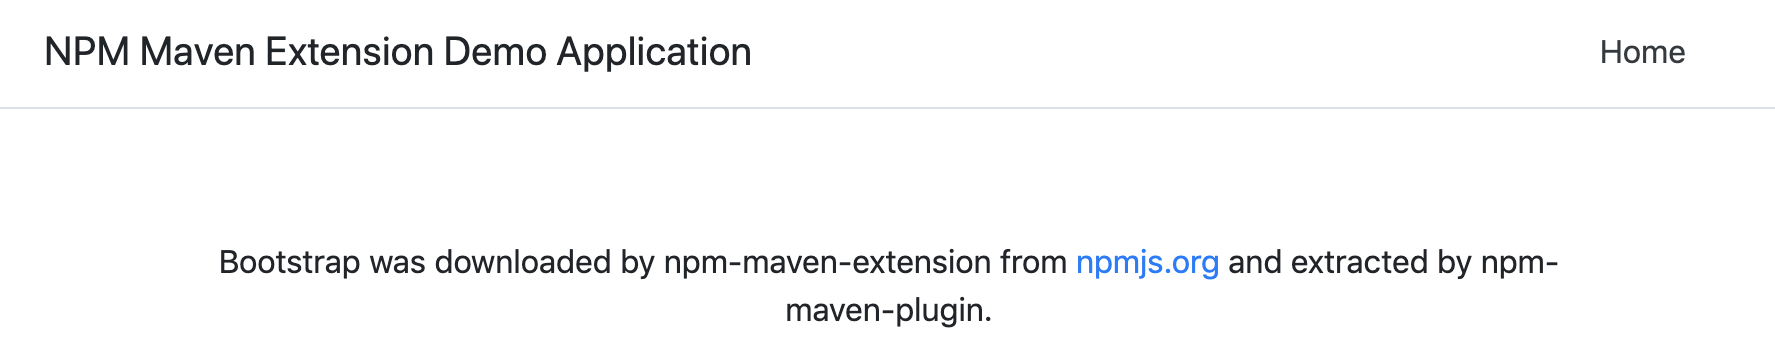 NPM Maven Extension Demo Application
Home
Bootstrap was downloaded by npm-maven-extension from npmjs.org and extracted by npm-
maven-plugin.